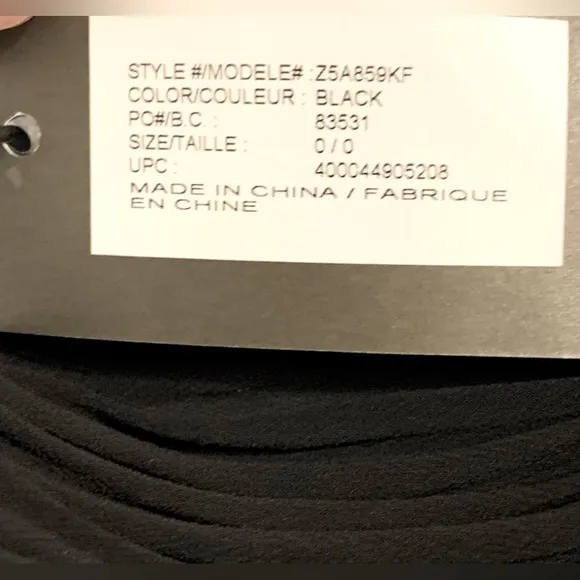 STYLE #/MODELE# : Z5A859KF
COLOR/COULEUR : BLACK
PO#/B.C. : 83531
SIZE/TAILLE : 0 / 0
UPC : 400044905208
MADE IN CHINA / FABRIQUE
EN CHINE